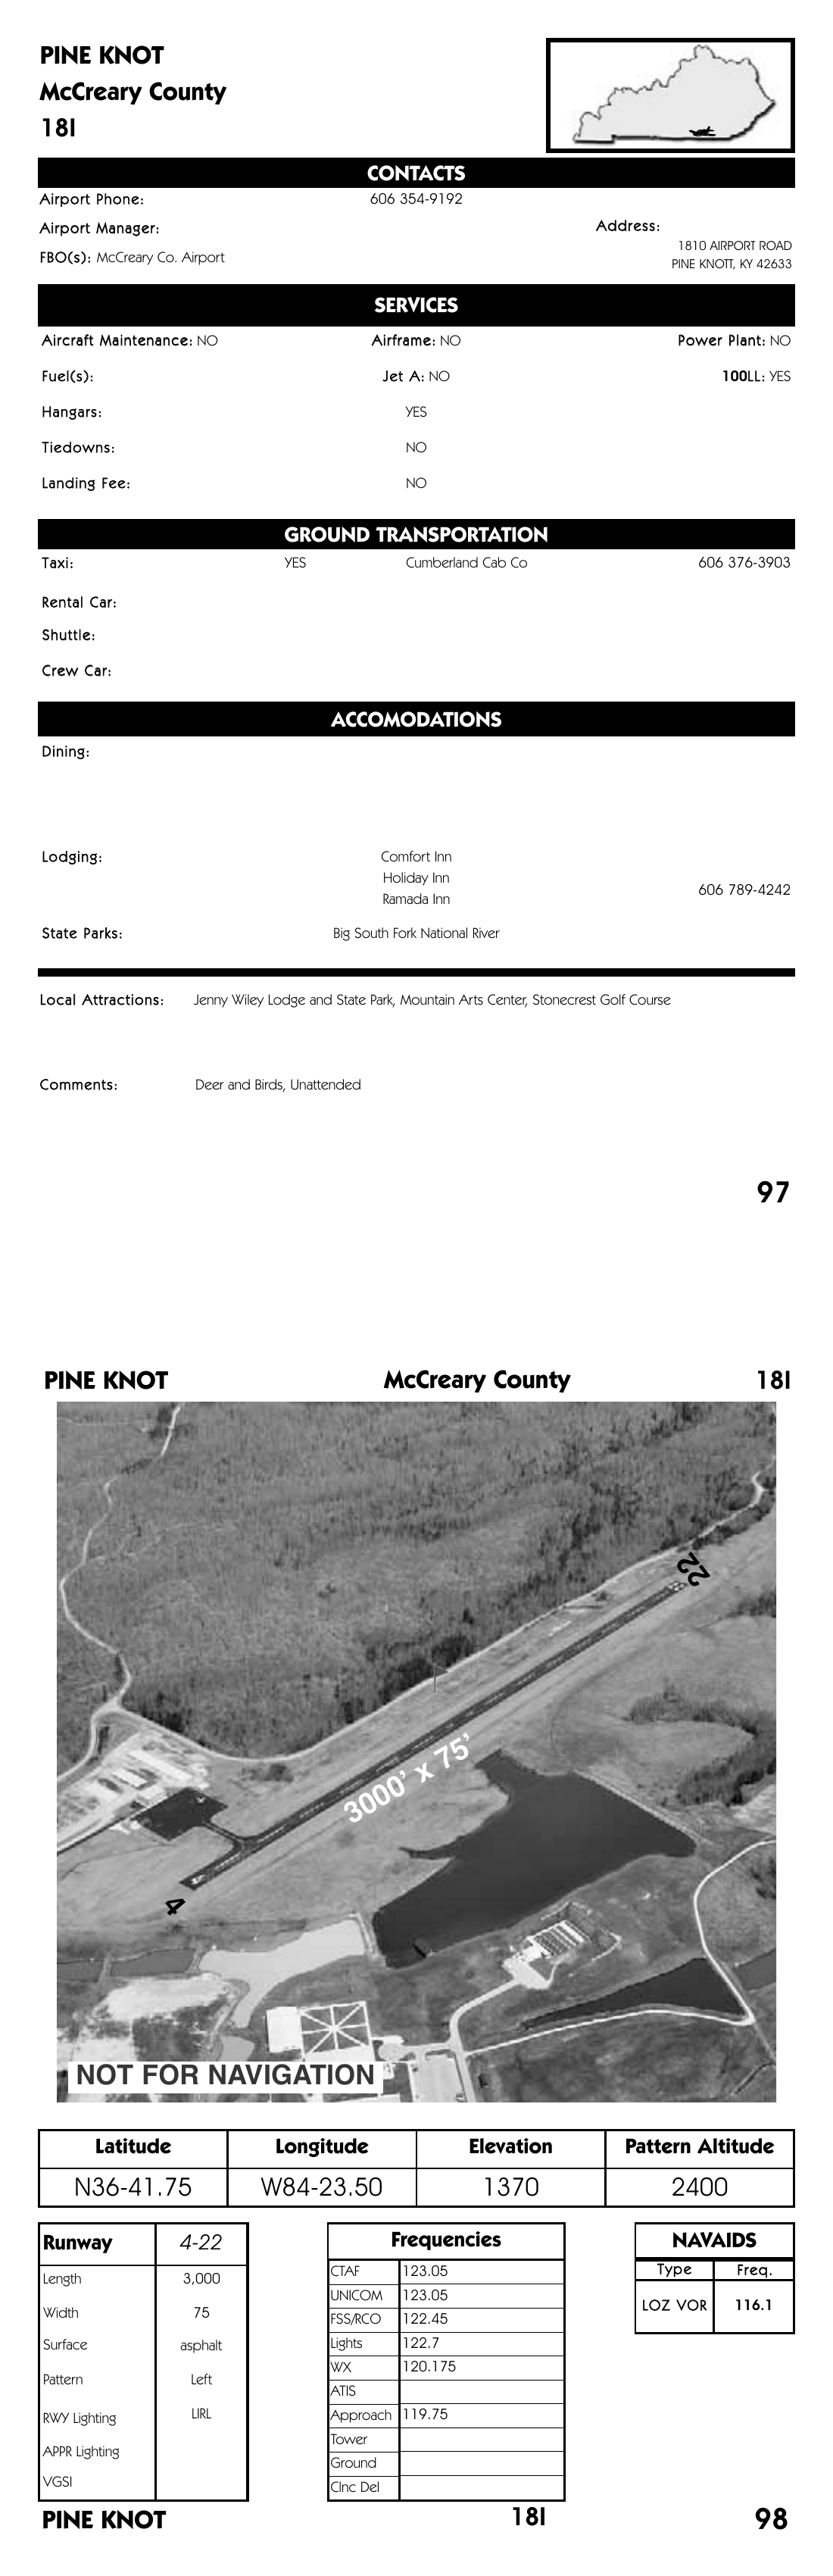 PINE KNOT
McCreary County
18I
CONTACTS
Airport Phone: 606 354-9192
Airport Manager:
Address:
1810 AIRPORT ROAD
FBO(s): McCreary Co. Airport
PINE KNOTT, KY 42633
SERVICES
Aircraft Maintenance: NO Airframe: NO Power Plant: NO
Fuel(s): Jet A: NO 100LL: YES
Hangars: YES
Tiedowns: NO
Landing Fee: NO
GROUND TRANSPORTATION
Taxi: YES Cumberland Cab Co 606 376-3903
Rental Car:
Shuttle:
Crew Car:
ACCOMODATIONS
Dining:
Lodging: Comfort Inn
Holiday Inn
606 789-4242
Ramada Inn
State Parks: Big South Fork National River
Local Attractions: Jenny Wiley Lodge and State Park, Mountain Arts Center, Stonecrest Golf Course
Comments: Deer and Birds, Unattended
97
PINE KNOT McCreary County 18I
22
3000' x 75'
4
NOT FOR NAVIGATION
Latitude Longitude Elevation Pattern Altitude
N36-41.75 W84-23.50 1370 2400
Runway 4-22
Length 3,000
Width 75
Surface asphalt
Pattern Left
RWY Lighting LIRL
APPR Lighting
VGSI
Frequencies
CTAF 123.05
UNICOM 123.05
FSS/RCO 122.45
Lights 122.7
WX 120.175
ATIS
Approach 119.75
Tower
Ground
Clnc Del
NAVAIDS
Type Freq.
LOZ VOR 116.1
PINE KNOT 18I 98